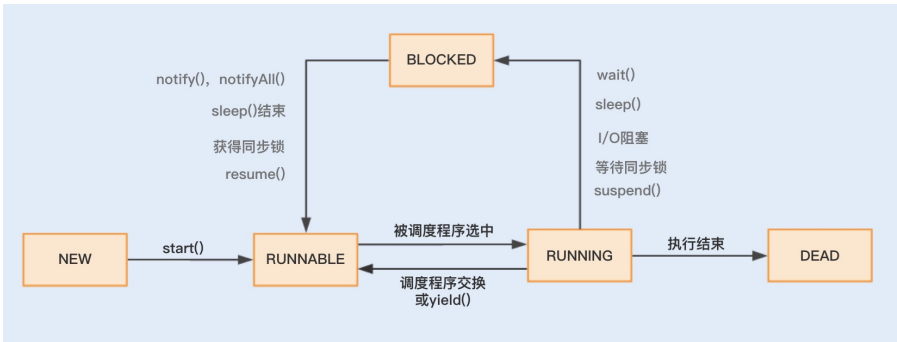 BLOCKED
notify()，notifyAll()
sleep()结束
获得同步锁
resume()
wait()
sleep()
I/O阻塞
等待同步锁
suspend()
NEW
start()
RUNNABLE
被调度程序选中
调度程序交换
或yield()
RUNNING
执行结束
DEAD